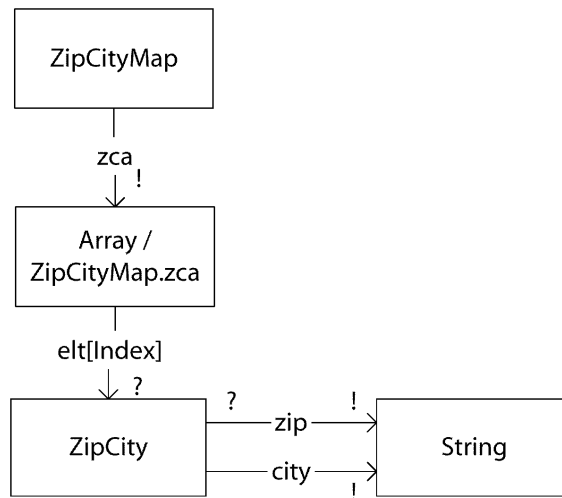 ZipCityMap
zca
!
Array /
ZipCityMap.zca
elt[Index]
?
? !
zip
ZipCity
String
city
!